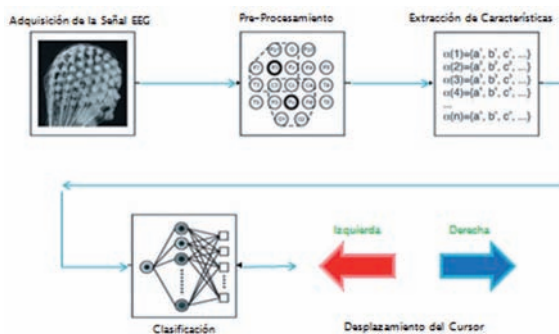 Adquisición de la Señal EEG
Pre-Procesamiento
Extracción de Características
α(1)={a', b', c', ...}
α(2)={a', b', c', ...}
α(3)={a', b', c', ...}
α(4)={a', b', c', ...}
...
α(n)={a', b', c', ...}
Izquierda
Derecha
Clasificación
Desplazamiento del Cursor